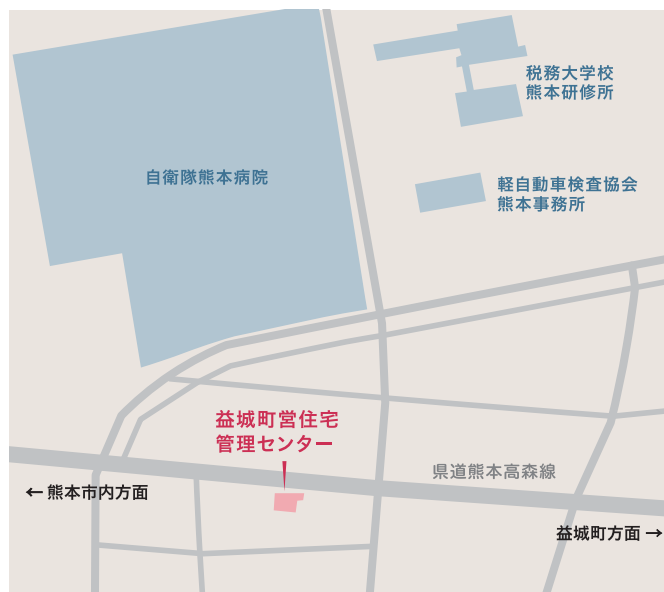 税務大学校
熊本研修所
自衛隊熊本病院
軽自動車検査協会
熊本事務所
益城町営住宅
管理センター
県道熊本高森線
←熊本市内方面
益城町方面→